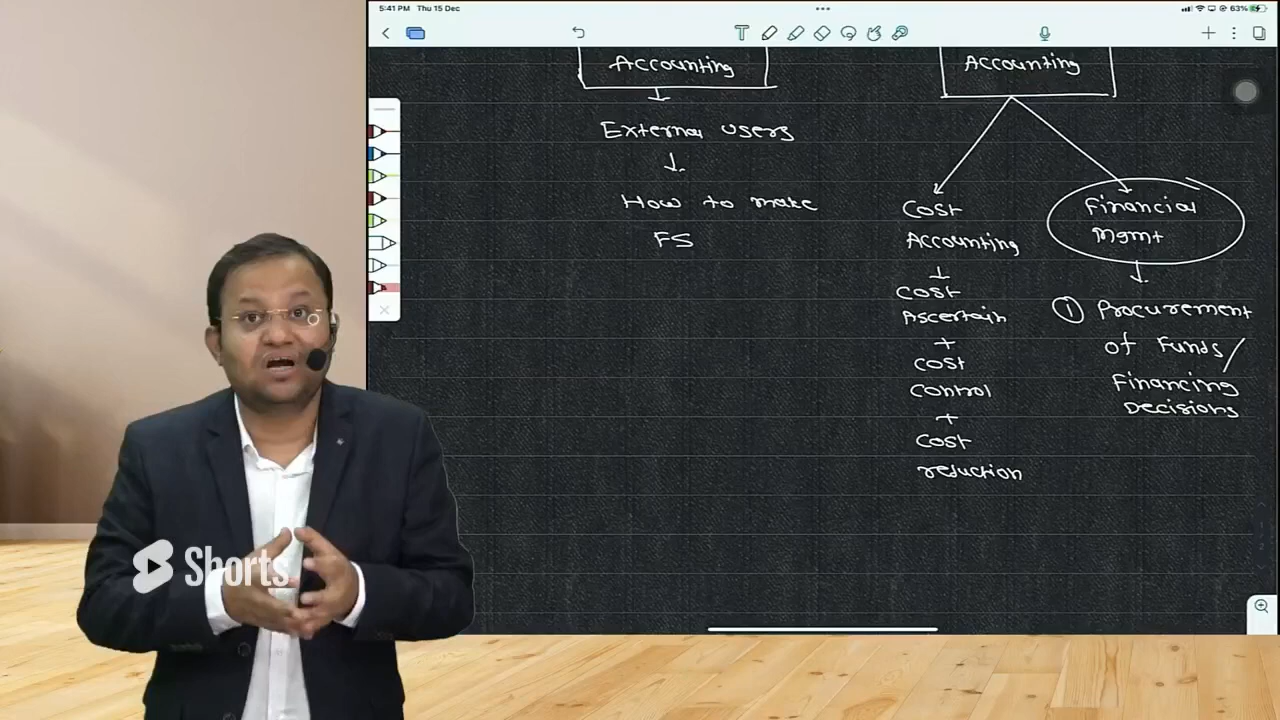 5:41 PM Thu 15 Dec
63%
T
Accounting
External users
How to make
FS
Accounting
Cost
Accounting
Cost
Ascertain
+
Cost
Control
+
Cost
reduction
Financial
Mgmt
① Procurement
of Funds/
Financing
Decisions
Shorts